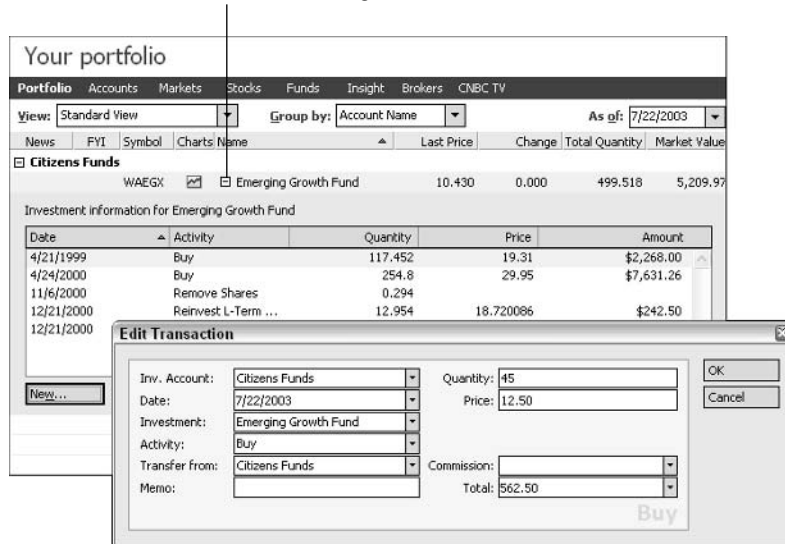 Your portfolio
Portfolio Accounts Markets Stocks Funds Insight Brokers CNBC TV
View: Standard View Group by: Account Name As of: 7/22/2003
News FYI Symbol Charts Name Last Price Change Total Quantity Market Value
Citizens Funds
WAEGX Emerging Growth Fund 10.430 0.000 499.518 5,209.97
Investment information for Emerging Growth Fund
Date Activity Quantity Price Amount
4/21/1999 Buy 117.452 19.31 $2,268.00
4/24/2000 Buy 254.8 29.95 $7,631.26
11/6/2000 Remove Shares 0.294
12/21/2000 Reinvest L-Term ... 12.954 18.720086 $242.50
12/21/2000
Edit Transaction
Inv. Account: Citizens Funds Quantity: 45 OK
Date: 7/22/2003 Price: 12.50 Cancel
New...
Investment: Emerging Growth Fund
Activity: Buy
Transfer from: Citizens Funds Commission:
Memo: Total: 562.50
Buy